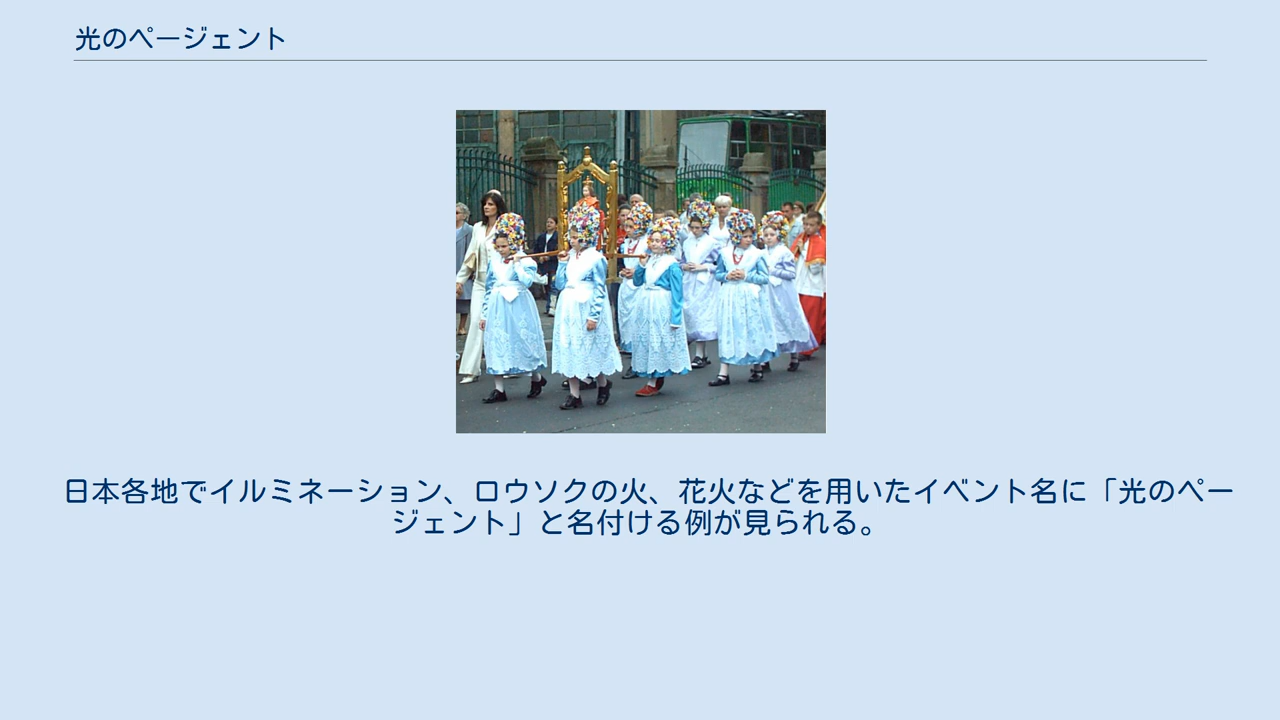 光のページェント
日本各地でイルミネーション、ロウソクの火、花火などを用いたイベント名に「光のペー
ジェント」と名付ける例が見られる。